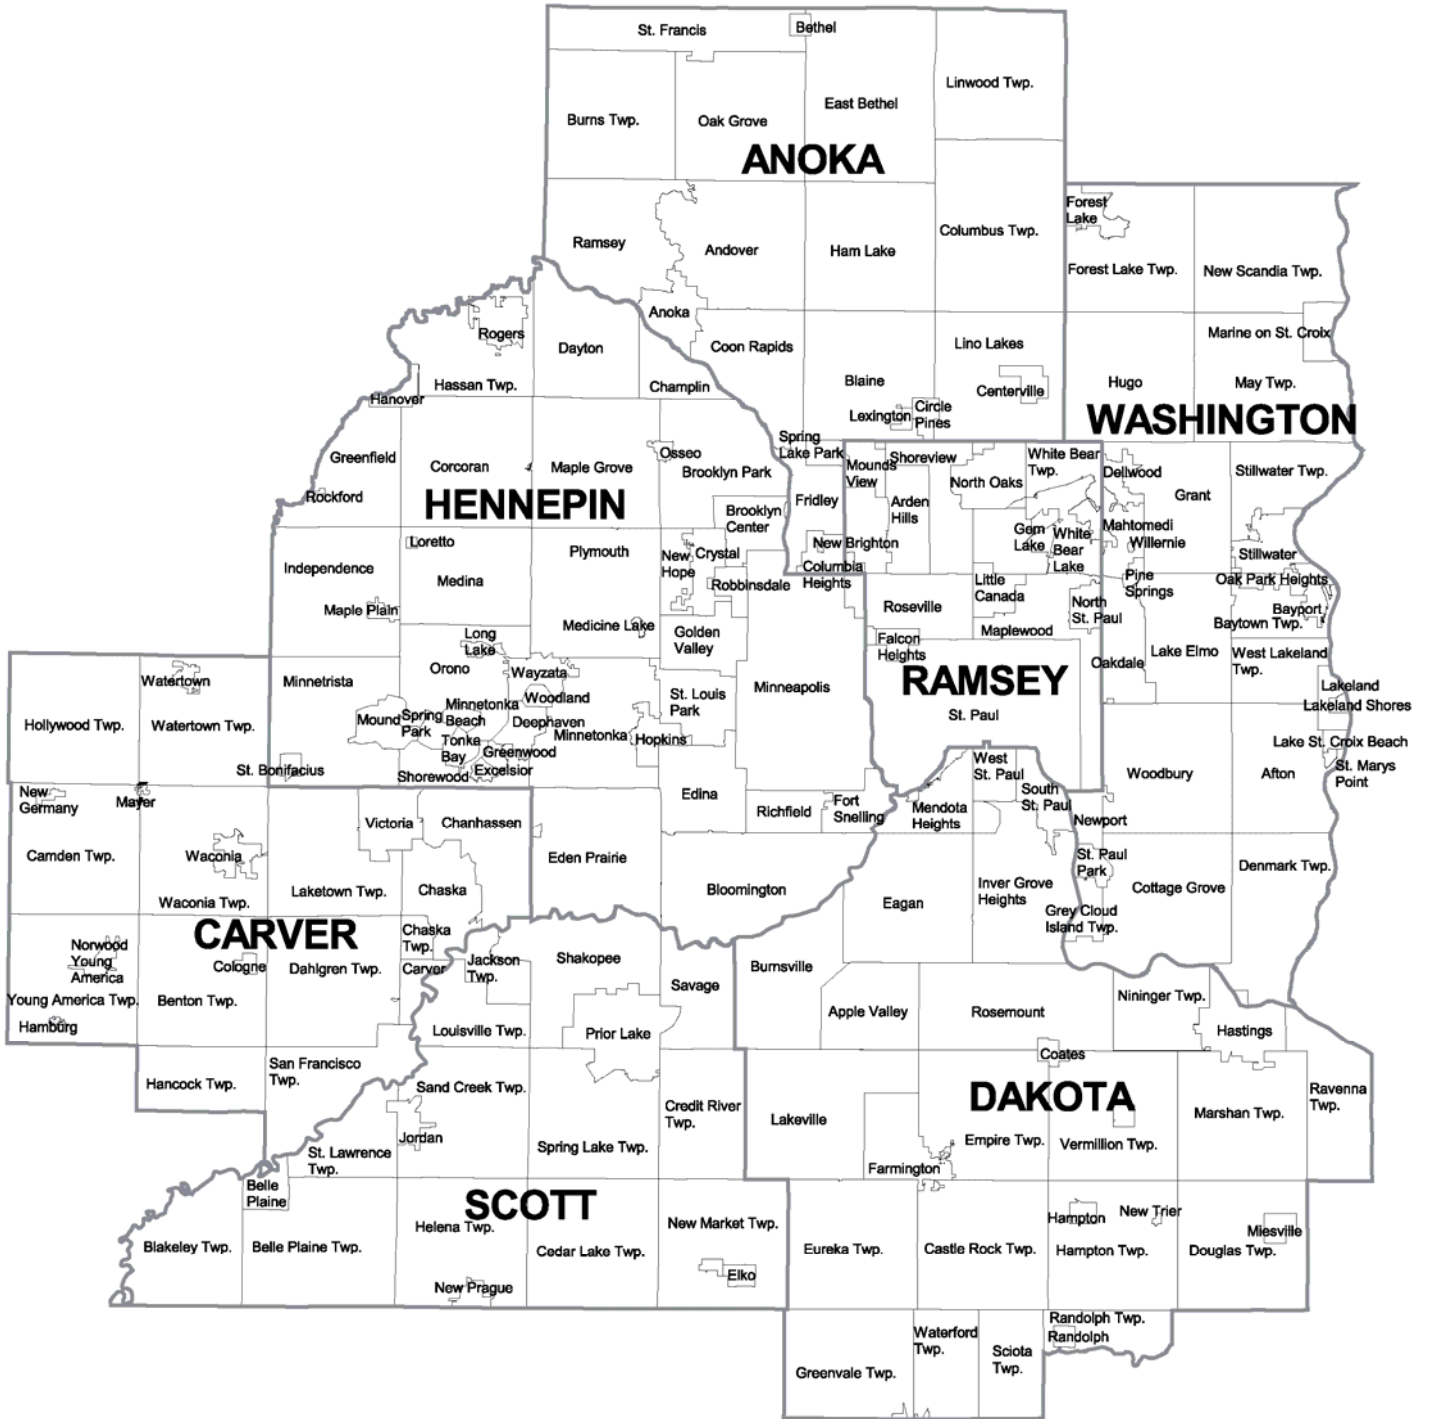 St. Francis
Bethel
Linwood Twp.
East Bethel
Burns Twp.
Oak Grove
ANOKA
Forest
Lake
Columbus Twp.
Ramsey
Andover
Ham Lake
Forest Lake Twp.
New Scandia Twp.
Anoka
Rogers
Marine on St. Croix
Dayton
Coon Rapids
Lino Lakes
Hassan Twp.
Champlin
Blaine
Centerville
Hugo
May Twp.
Hanover
Lexington
Circle
Pines
WASHINGTON
Spring
Lake Park
Greenfield
Corcoran
Maple Grove
Osseo
Brooklyn Park
Mounds
View
Shoreview
White Bear
Twp.
North Oaks
Dellwood
Stillwater Twp.
Grant
Rockford
HENNEPIN
Brooklyn
Center
Fridley
Arden
Hills
Gem
Lake
White
Bear
Lake
Mahtomedi
Willernie
Loretto
Plymouth
New
Hope
Crystal
New Brighton
Stillwater
Independence
Medina
Robbinsdale
Columbia
Heights
Little
Canada
Pine
Springs
Oak Park Heights
Maple Plain
Roseville
North
St. Paul
Bayport
Baytown Twp.
Medicine Lake
Golden
Valley
Long
Lake
Falcon
Heights
Maplewood
Orono
Oakdale
Lake Elmo
West Lakeland
Twp.
Watertown
Minnetrista
Wayzata
Woodland
RAMSEY
St. Louis
Park
Minneapolis
Lakeland
Lakeland Shores
Hollywood Twp.
Watertown Twp.
Mound
Spring
Park
Minnetonka
Beach
Deephaven
Minnetonka
Hopkins
St. Paul
Tonka
Bay
Greenwood
Lake St. Croix Beach
St. Bonifacius
Shorewood
Excelsior
West
St. Paul
Woodbury
Afton
St. Marys
Point
New
Germany
Mayer
Edina
Richfield
Fort
Snelling
Mendota
Heights
South
St. Paul
Newport
Victoria
Chanhassen
Camden Twp.
Waconia
Eden Prairie
St. Paul
Park
Denmark Twp.
Waconia Twp.
Laketown Twp.
Chaska
Bloomington
Eagan
Inver Grove
Heights
Cottage Grove
Grey Cloud
Island Twp.
CARVER
Chaska
Twp.
Norwood
Young
America
Cologne
Dahlgren Twp.
Carver
Jackson
Twp.
Shakopee
Burnsville
Savage
Young America Twp.
Benton Twp.
Nininger Twp.
Hamburg
Louisville Twp.
Prior Lake
Apple Valley
Rosemount
Hastings
Hancock Twp.
San Francisco
Twp.
Sand Creek Twp.
Coates
DAKOTA
Ravenna
Twp.
Credit River
Twp.
Lakeville
Marshan Twp.
Jordan
Spring Lake Twp.
Empire Twp.
Vermillion Twp.
St. Lawrence
Twp.
Farmington
Belle
Plaine
SCOTT
Helena Twp.
New Market Twp.
Hampton
New Trier
Miesville
Blakeley Twp.
Belle Plaine Twp.
Cedar Lake Twp.
Eureka Twp.
Castle Rock Twp.
Hampton Twp.
Douglas Twp.
New Prague
Elko
Randolph Twp.
Randolph
Waterford
Twp.
Sciota
Twp.
Greenvale Twp.